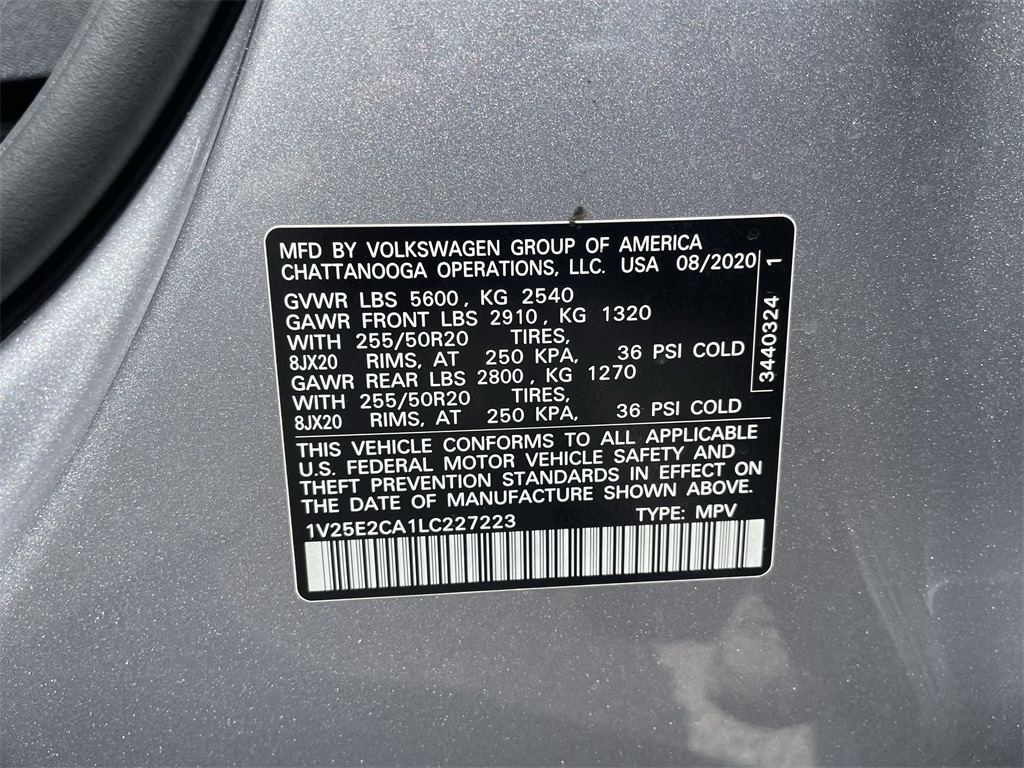 MFD BY VOLKSWAGEN GROUP OF AMERICA
CHATTANOOGA OPERATIONS, LLC. USA 08/2020
GVWR LBS 5600, KG 2540
GAWR FRONT LBS 2910, KG 1320
WITH 255/50R20 TIRES,
8JX20 RIMS, AT 250 KPA, 36 PSI COLD
GAWR REAR LBS 2800, KG 1270
WITH 255/50R20 TIRES,
8JX20 RIMS, AT 250 KPA, 36 PSI COLD
3440324 1
THIS VEHICLE CONFORMS TO ALL APPLICABLE
U.S. FEDERAL MOTOR VEHICLE SAFETY AND
THEFT PREVENTION STANDARDS IN EFFECT ON
THE DATE OF MANUFACTURE SHOWN ABOVE.
1V25E2CA1LC227223 TYPE: MPV